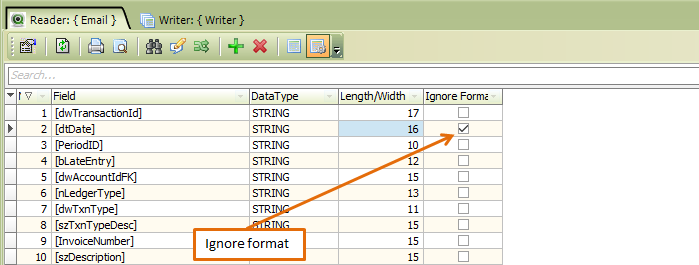 Reader: { Email } Writer: { Writer }
Search...
Field DataType Length/Width Ignore Forma
1 [dwTransactionId] STRING 17
2 [dtDate] STRING 16
3 [PeriodID] STRING 10
4 [bLateEntry] STRING 12
5 [dwAccountIdFK] STRING 15
6 [nLedgerType] STRING 13
7 [dwTxnType] STRING 11
8 [szTxnTypeDesc] STRING 15
9 [InvoiceNumber] 15
Ignore format
10 [szDescription] STRING 15